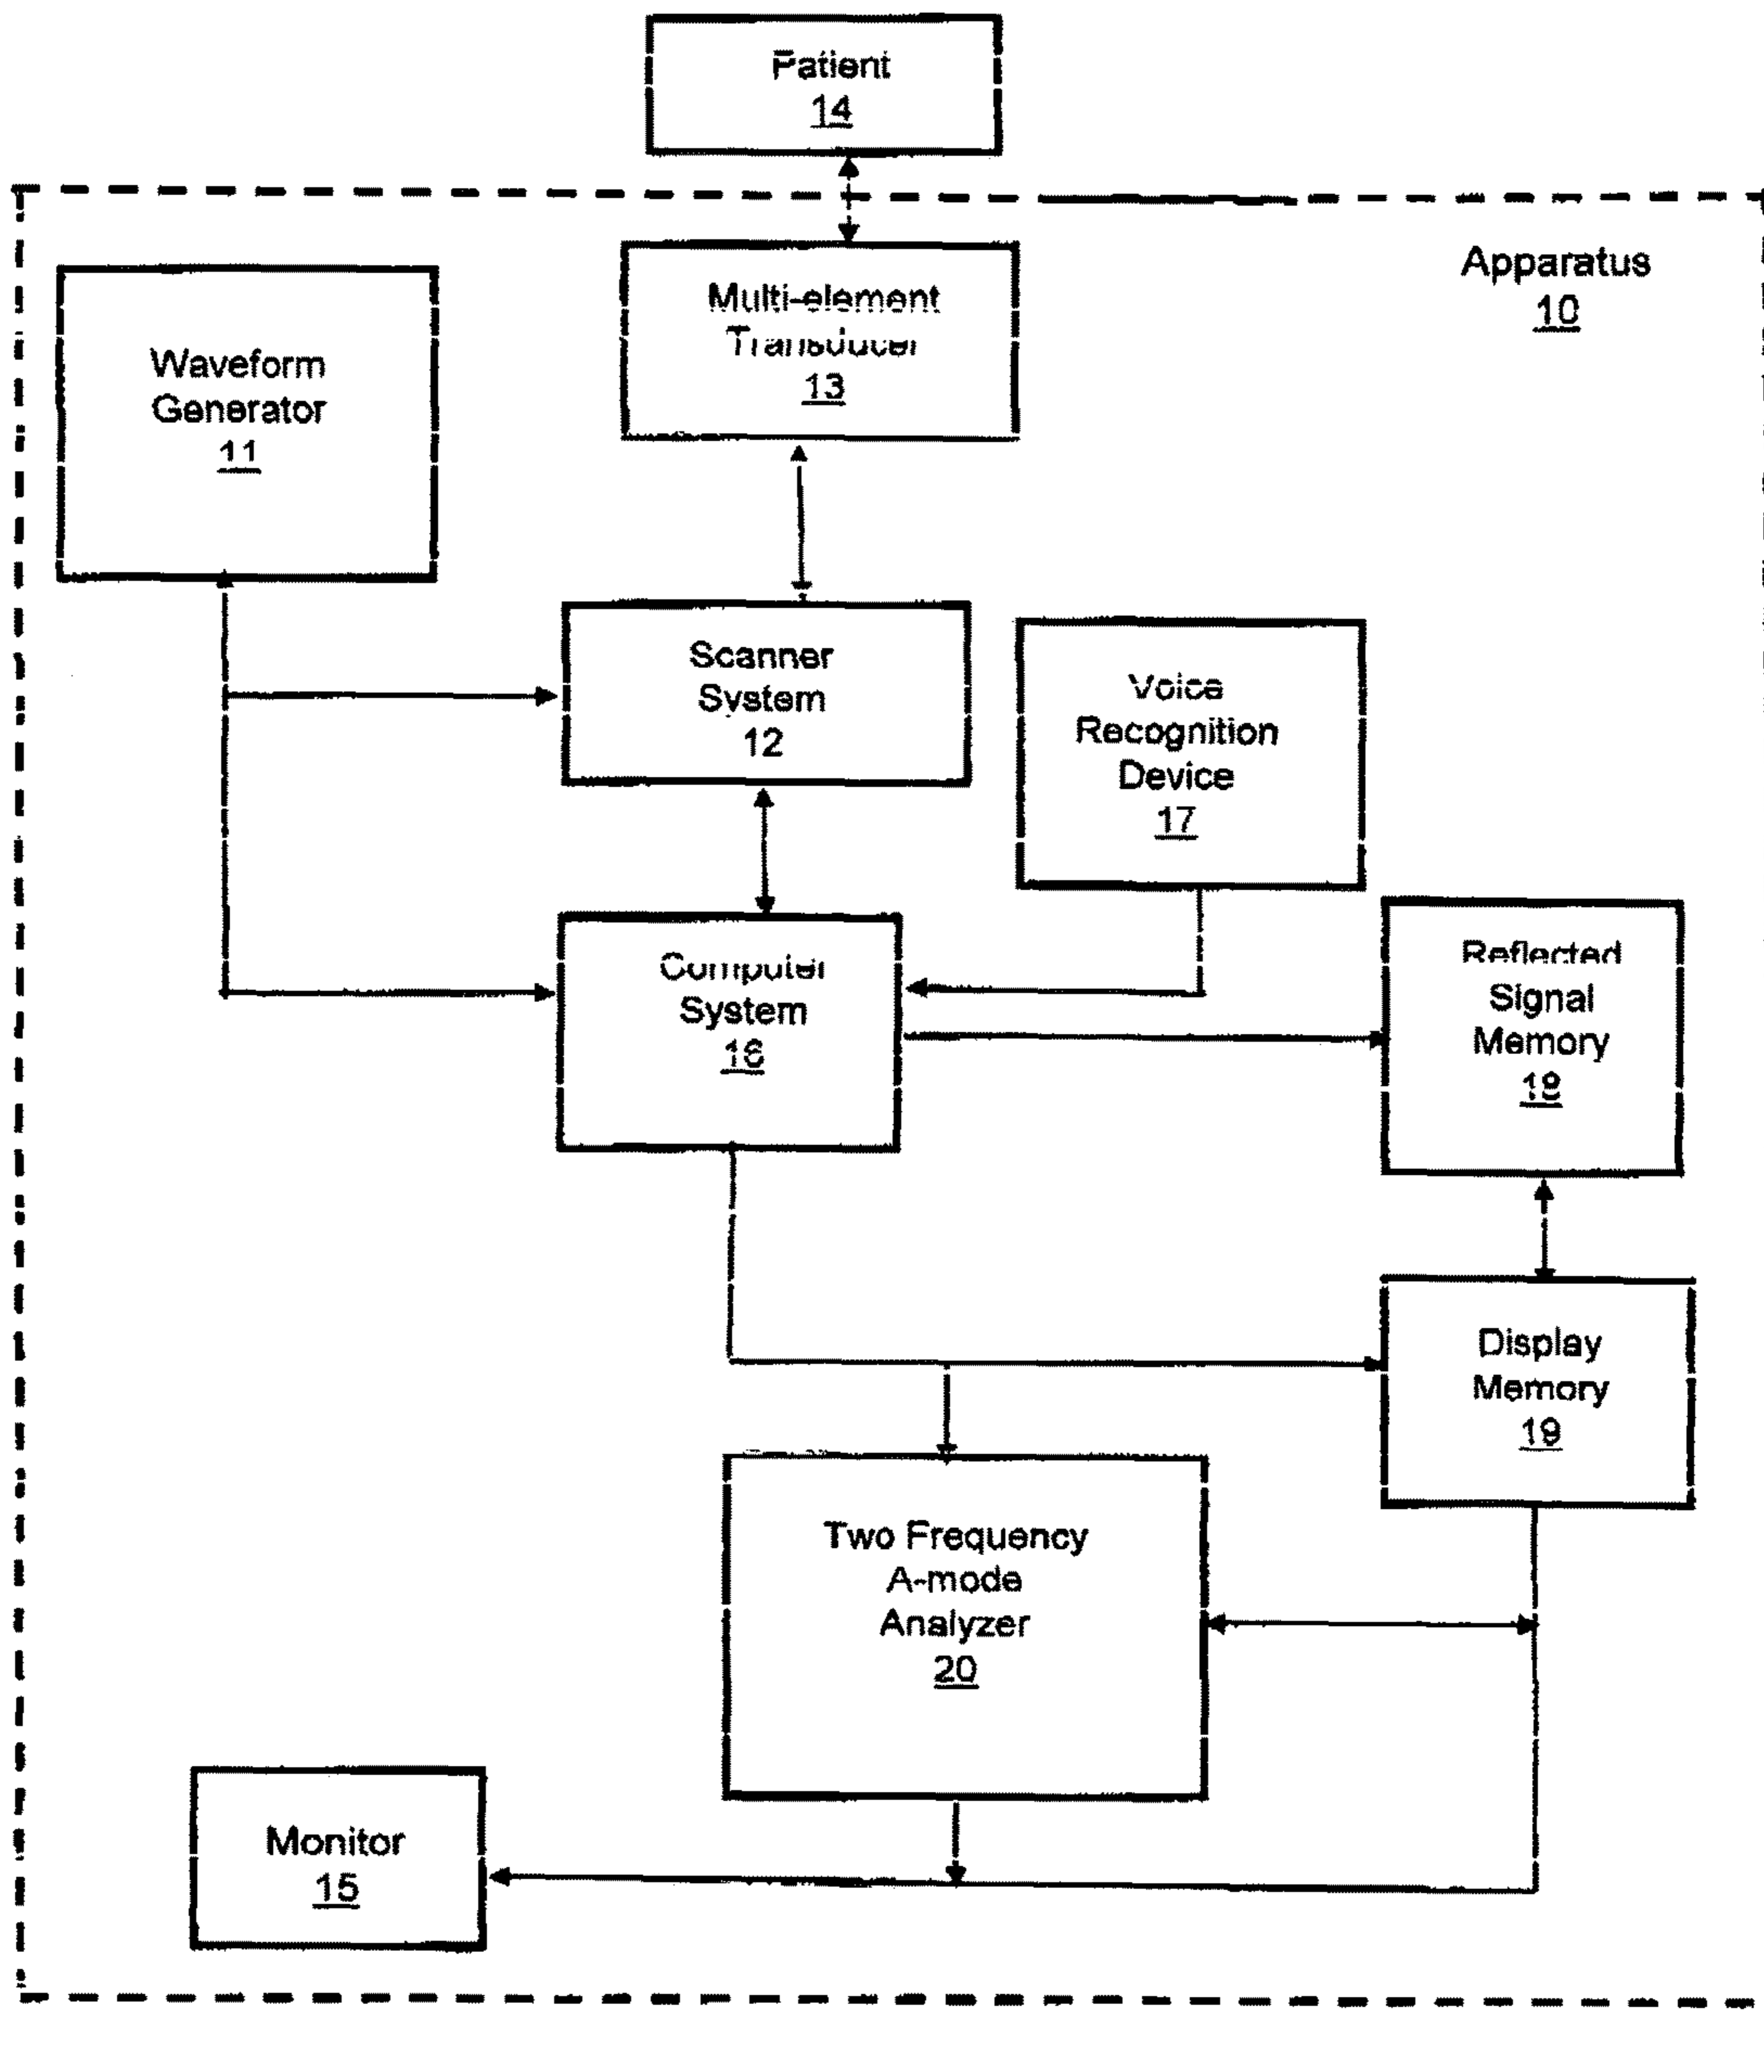 Patient
14
Apparatus
10
Multi-element
Transducer
13
Waveform
Generator
11
Scanner
System
12
Voice
Recognition
Device
17
Computer
System
16
Reflected
Signal
Memory
18
Display
Memory
19
Two Frequency
A-mode
Analyzer
20
Monitor
15